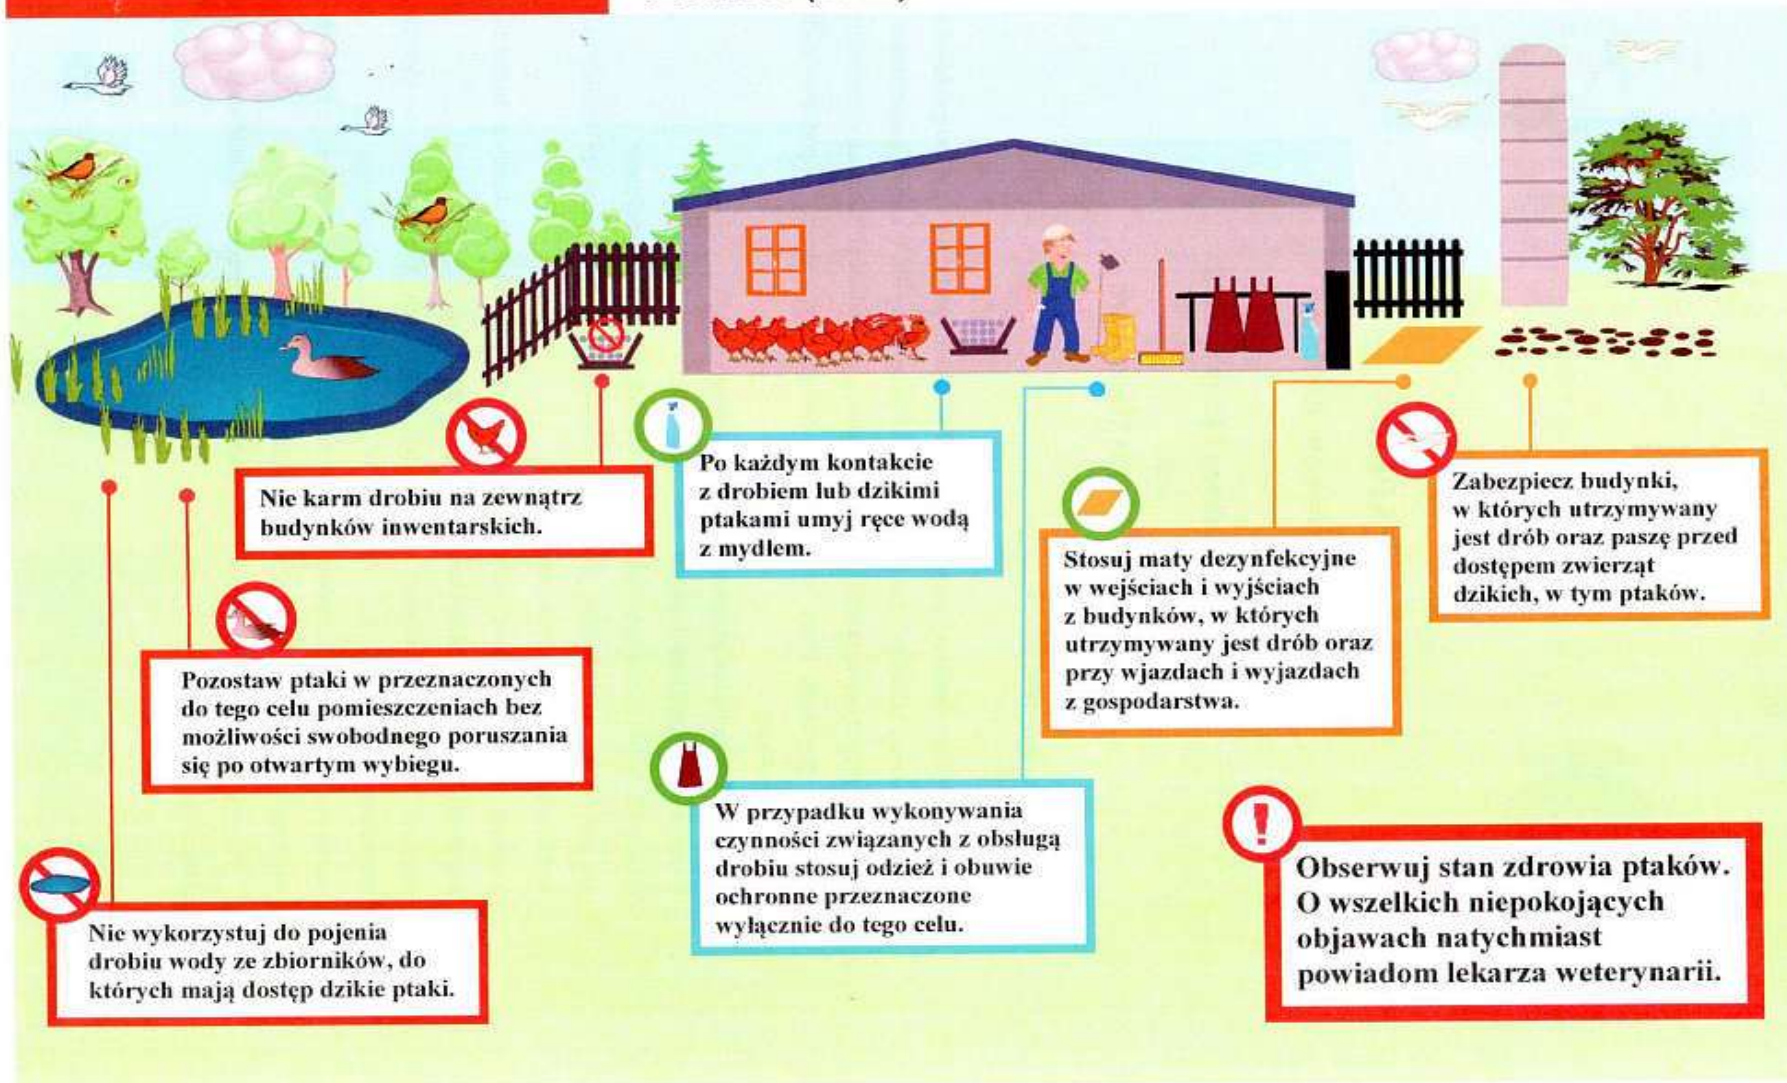 Nie karm drobiu na zewnątrz
budynków inwentarskich.
Po każdym kontakcie
z drobiem lub dzikimi
ptakami umyj ręce wodą
z mydłem.
Stosuj maty dezynfekcyjne
w wejściach i wyjściach
z budynków, w których
utrzymywany jest drób oraz
przy wjazdach i wyjazdach
z gospodarstwa.
Zabezpiecz budynki,
w których utrzymywany
jest drób oraz paszę przed
dostępem zwierząt
dzikich, w tym ptaków.
Pozostaw ptaki w przeznaczonych
do tego celu pomieszczeniach bez
możliwości swobodnego poruszania
się po otwartym wybiegu.
W przypadku wykonywania
czynności związanych z obsługą
drobiu stosuj odzież i obuwie
ochronne przeznaczone
wyłącznie do tego celu.
Nie wykorzystuj do pojenia
drobiu wody ze zbiorników, do
których mają dostęp dzikie ptaki.
!
Obserwuj stan zdrowia ptaków.
O wszelkich niepokojących
objawach natychmiast
powiadom lekarza weterynarii.